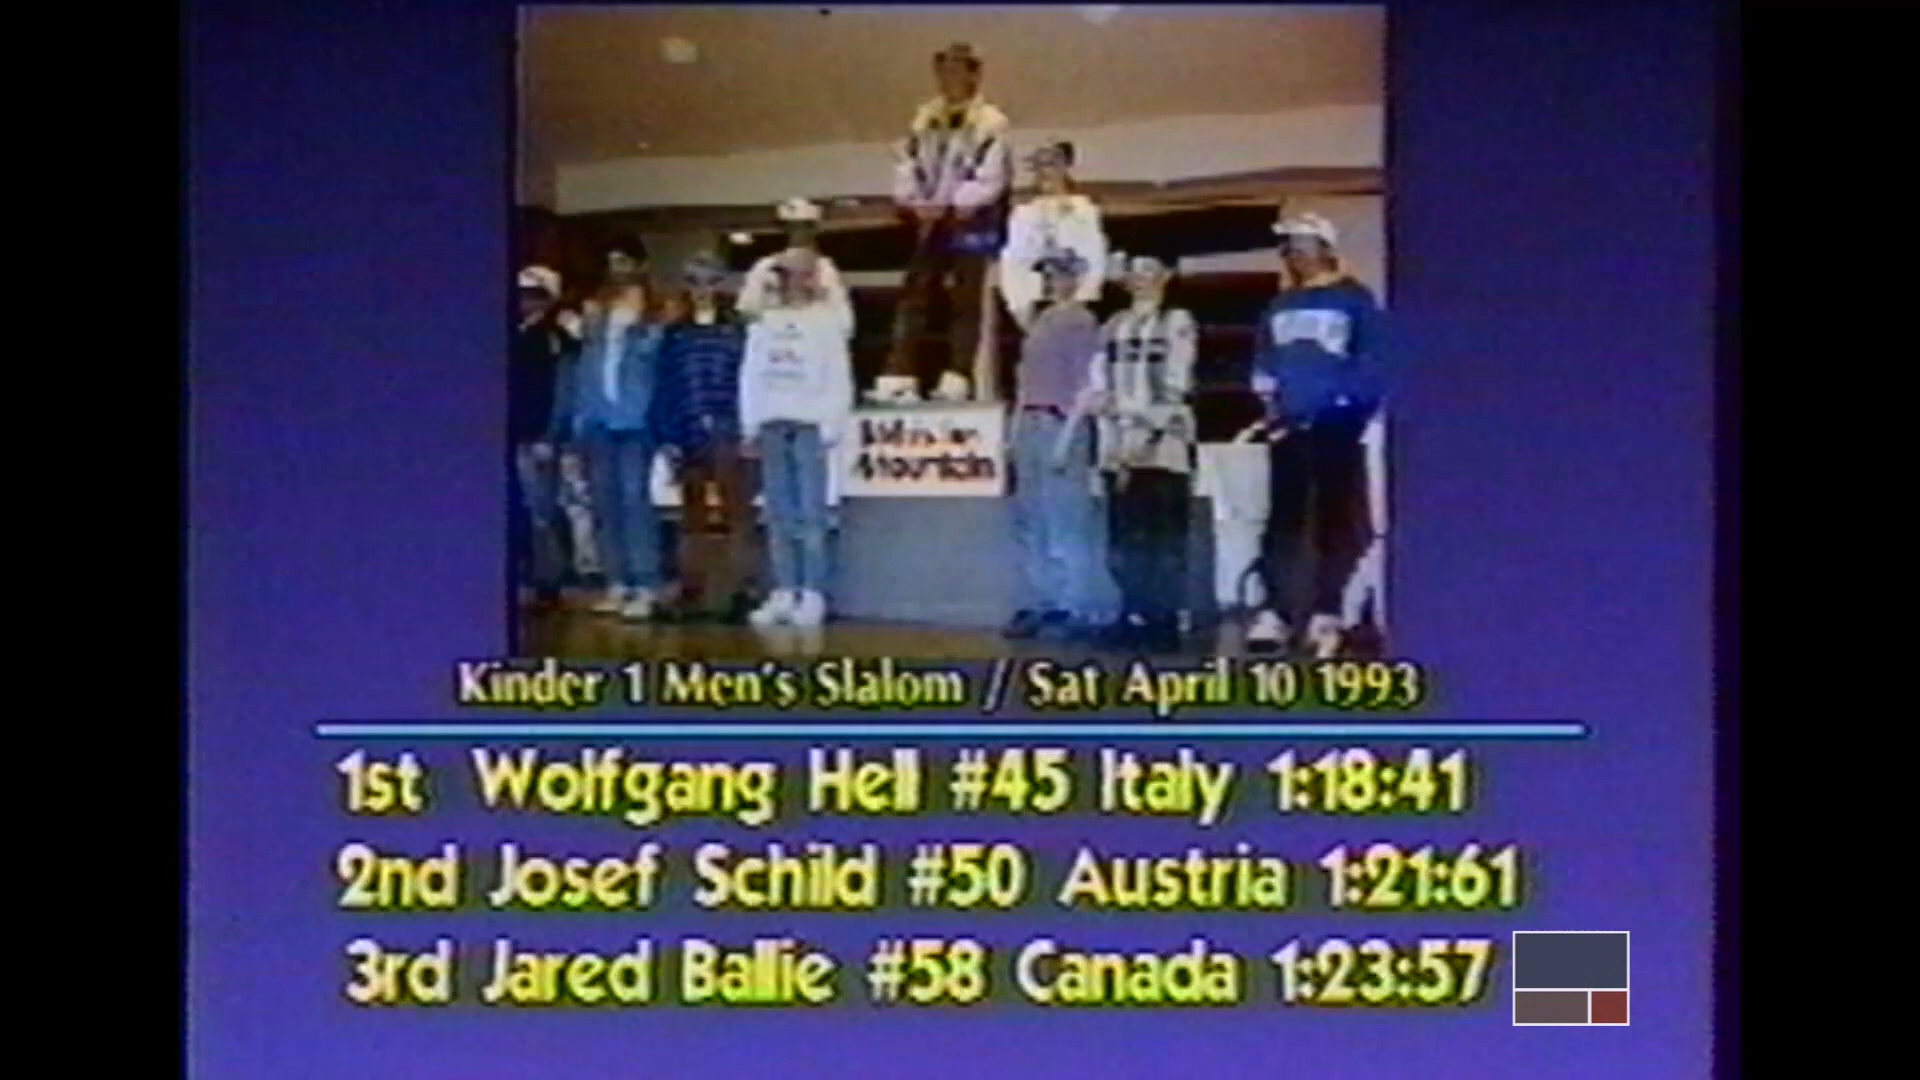 Mountain
Kinder 1 Men's Slalom // Sat April 10 1993
1st Wolfgang Hell #45 Italy 1:18:41
2nd Josef Schild #50 Austria 1:21:61
3rd Jared Ballie #58 Canada 1:23:57